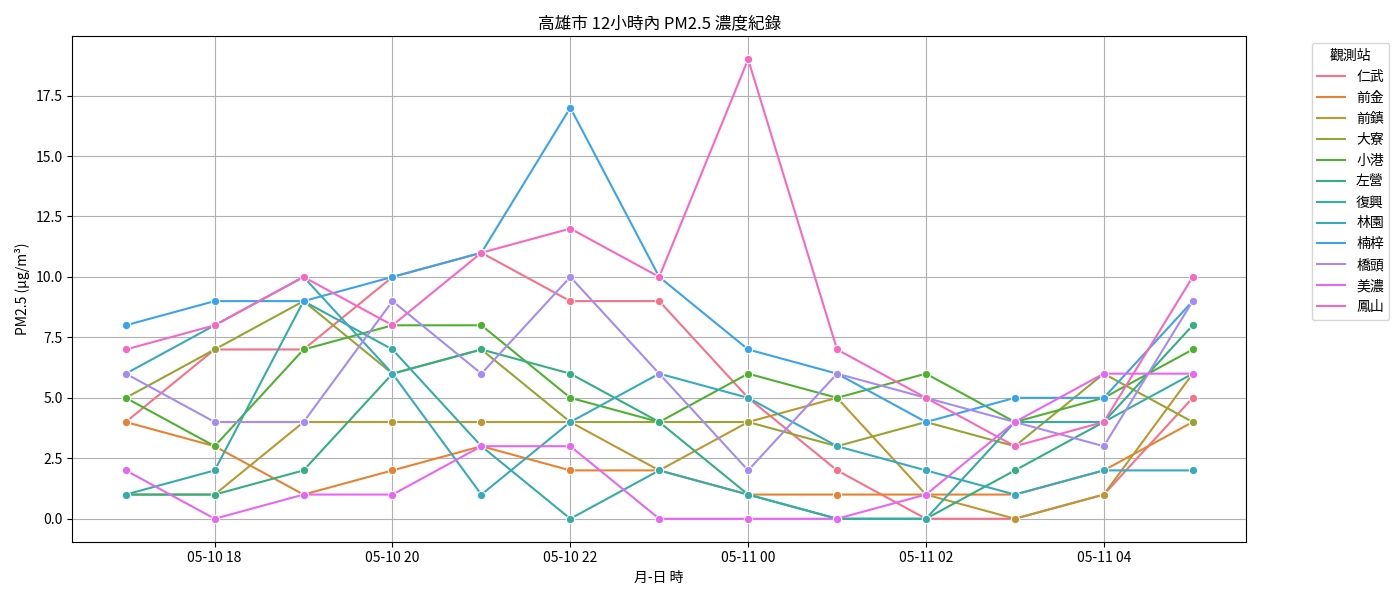 高雄市 12小時內 PM2.5 濃度紀錄
PM2.5 (μg/m³)
17.5
15.0
12.5
10.0
7.5
5.0
2.5
0.0
05-10 18
05-10 20
05-10 22
05-11 00
05-11 02
05-11 04
月-日 時
觀測站
仁武
前金
前鎮
大寮
小港
左營
復興
林園
楠梓
橋頭
美濃
鳳山